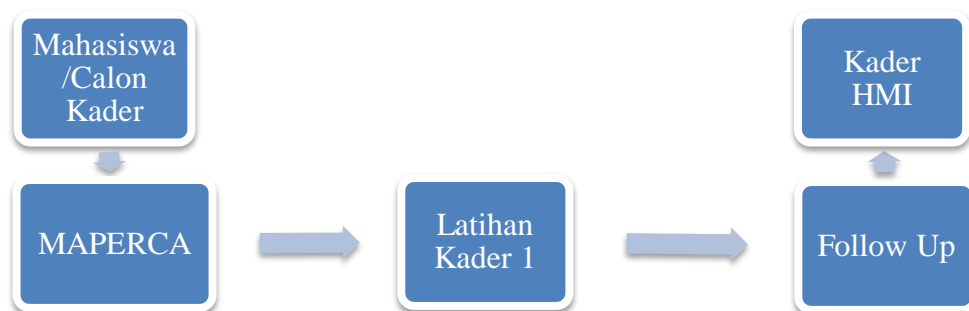 Mahasiswa
/Calon
Kader
MAPERCA
Latihan
Kader 1
Follow Up
Kader
HMI